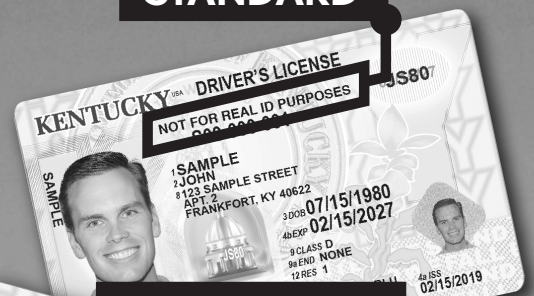 STANDARD
KENTUCKY USA DRIVER'S LICENSE
NOT FOR REAL ID PURPOSES
JS807
SAMPLE
1 SAMPLE
2 JOHN
8 123 SAMPLE STREET
APT. 2
FRANKFORT, KY 40622
3 DOB 07/15/1980
4b EXP 02/15/2027
JS80
9 CLASS D
9a END NONE
12 RES 1
4a ISS
02/15/2019